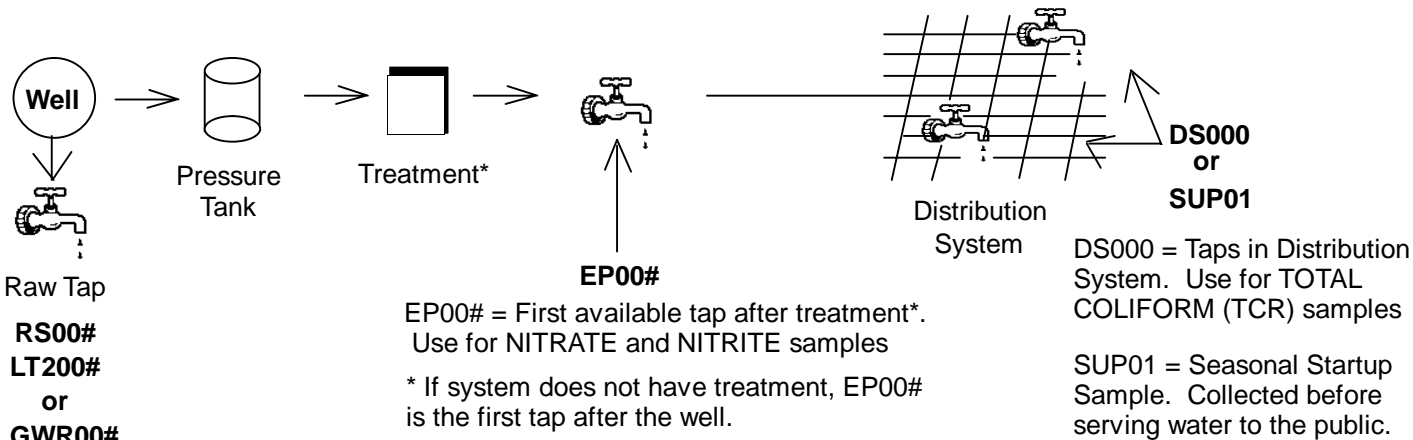 Well
Pressure
Tank
Treatment*
Raw Tap
RS00#
LT200#
or
GWR00#
EP00#
EP00# = First available tap after treatment*.
Use for NITRATE and NITRITE samples
* If system does not have treatment, EP00#
is the first tap after the well.
Distribution
System
DS000
or
SUP01
DS000 = Taps in Distribution
System. Use for TOTAL
COLIFORM (TCR) samples
SUP01 = Seasonal Startup
Sample. Collected before
serving water to the public.